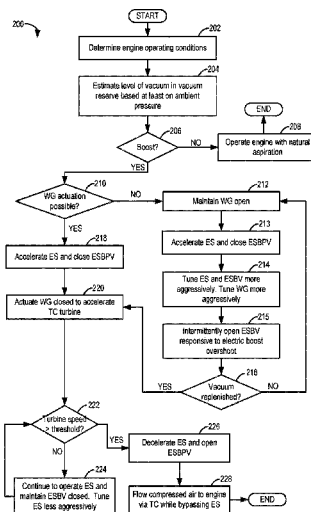 200
START
202
Determine engine operating conditions
204
Estimate level of vacuum in vacuum
reserve based at least on ambient
pressure
206
Boost?
NO
YES
END
208
Operate engine with natural
aspiration
210
WG actuation
possible?
NO
YES
212
Maintain WG open
213
Accelerate ES and close ESBPV
214
Tune ES and ESBV more
aggressively. Tune WG more
aggressively
215
Intermittently open ESBV
responsive to electric boost
overshoot
216
Vacuum
replenished?
YES
NO
218
Accelerate ES and close ESBPV
220
Actuate WG closed to accelerate
TC turbine
222
Turbine speed
> threshold?
YES
NO
224
Continue to operate ES and
maintain ESBV closed. Tune
ES less aggressively
226
Decelerate ES and open
ESBPV
228
Flow compressed air to engine
via TC while bypassing ES
END